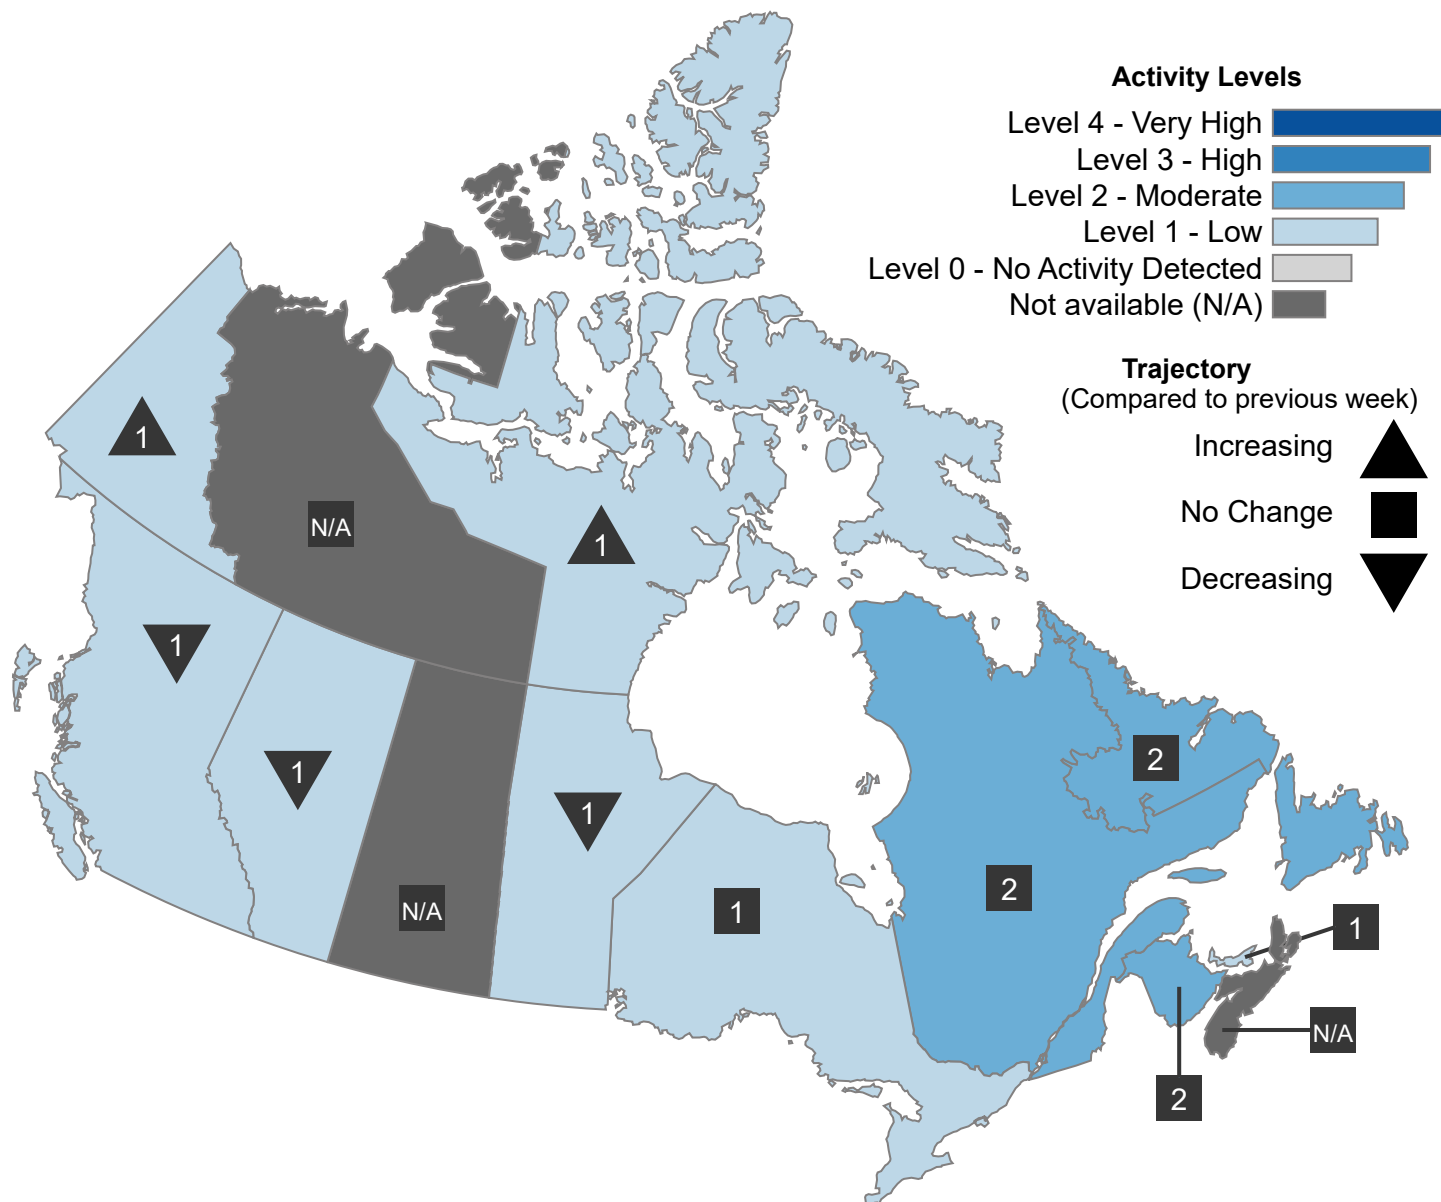 Activity Levels
Level 4 - Very High
Level 3 - High
Level 2 - Moderate
Level 1 - Low
Level 0 - No Activity Detected
Not available (N/A)
Trajectory
(Compared to previous week)
Increasing
No Change
Decreasing
1
N/A
1
1
1
1
N/A
1
2
2
1
N/A
2